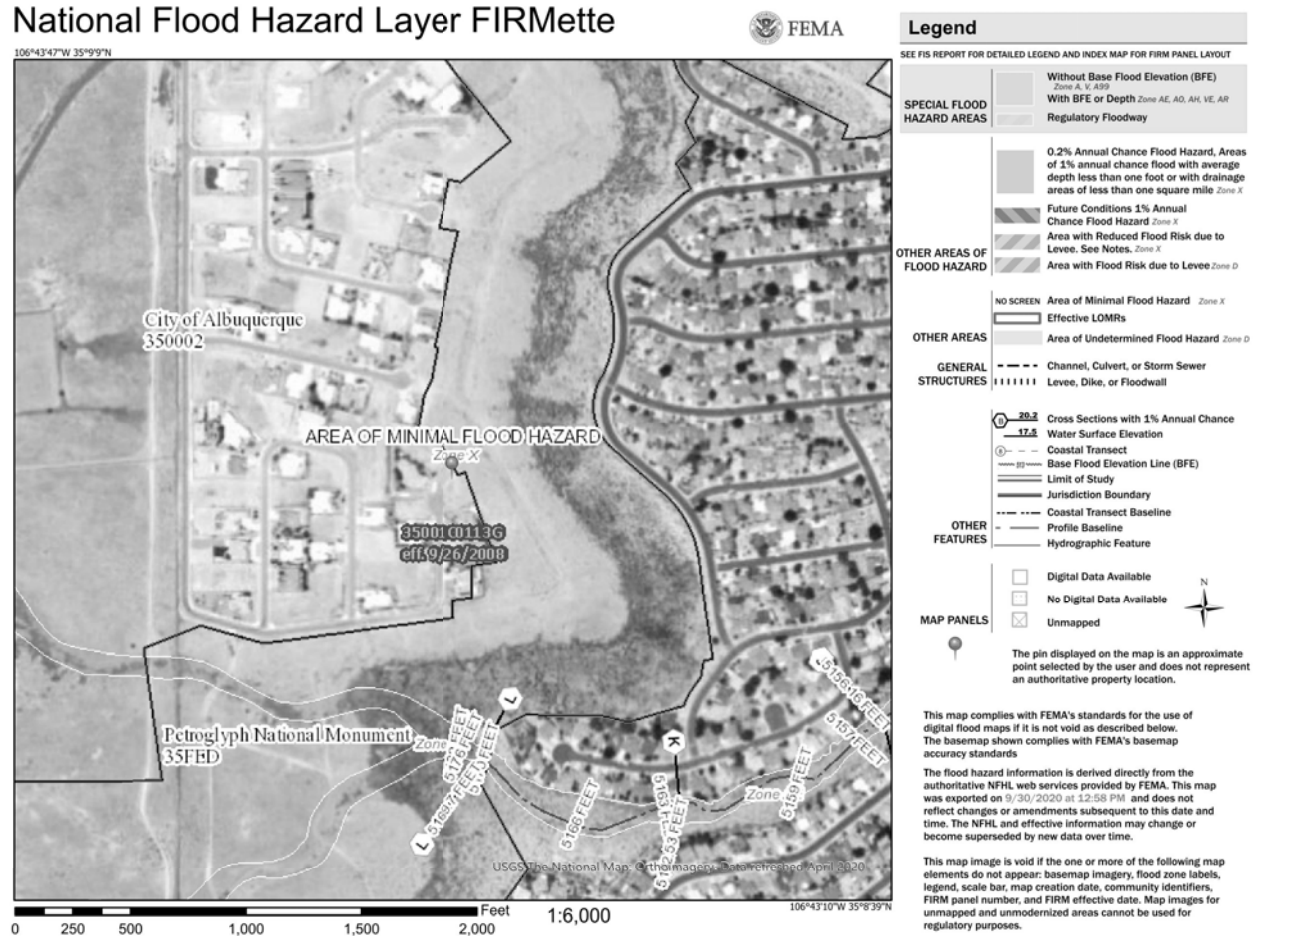 National Flood Hazard Layer FIRMette
FEMA
106°43'47"W 35°9'9"N
City of Albuquerque
350002
AREA OF MINIMAL FLOOD HAZARD
Zone X
35001C0113G
eff. 9/26/2008
Petroglyph National Monument
35FED
Zone
L
L
K
J
5176 FEET
5166 FEET
Zone
5159 FEET
5157 FEET
USGS The National Map: Orthoimagery. Data refreshed April 2020.
106°43'10"W 35°8'39"N
Feet
1:6,000
0 250 500 1,000 1,500 2,000
Legend
SEE FIS REPORT FOR DETAILED LEGEND AND INDEX MAP FOR FIRM PANEL LAYOUT
SPECIAL FLOOD
HAZARD AREAS
Without Base Flood Elevation (BFE)
Zone A, V, A99
With BFE or Depth Zone AE, AO, AH, VE, AR
Regulatory Floodway
OTHER AREAS OF
FLOOD HAZARD
0.2% Annual Chance Flood Hazard, Areas
of 1% annual chance flood with average
depth less than one foot or with drainage
areas of less than one square mile Zone X
Future Conditions 1% Annual
Chance Flood Hazard Zone X
Area with Reduced Flood Risk due to
Levee. See Notes. Zone X
Area with Flood Risk due to Levee Zone D
OTHER AREAS
NO SCREEN Area of Minimal Flood Hazard Zone X
Effective LOMRs
Area of Undetermined Flood Hazard Zone D
GENERAL
STRUCTURES
Channel, Culvert, or Storm Sewer
Levee, Dike, or Floodwall
OTHER
FEATURES
B 20.2 Cross Sections with 1% Annual Chance
17.5 Water Surface Elevation
8 Coastal Transect
513 Base Flood Elevation Line (BFE)
Limit of Study
Jurisdiction Boundary
Coastal Transect Baseline
Profile Baseline
Hydrographic Feature
MAP PANELS
Digital Data Available
No Digital Data Available
Unmapped
N
The pin displayed on the map is an approximate
point selected by the user and does not represent
an authoritative property location.
This map complies with FEMA's standards for the use of
digital flood maps if it is not void as described below.
The basemap shown complies with FEMA's basemap
accuracy standards
The flood hazard information is derived directly from the
authoritative NFHL web services provided by FEMA. This map
was exported on 9/30/2020 at 12:58 PM and does not
reflect changes or amendments subsequent to this date and
time. The NFHL and effective information may change or
become superseded by new data over time.
This map image is void if the one or more of the following map
elements do not appear: basemap imagery, flood zone labels,
legend, scale bar, map creation date, community identifiers,
FIRM panel number, and FIRM effective date. Map images for
unmapped and unmodernized areas cannot be used for
regulatory purposes.